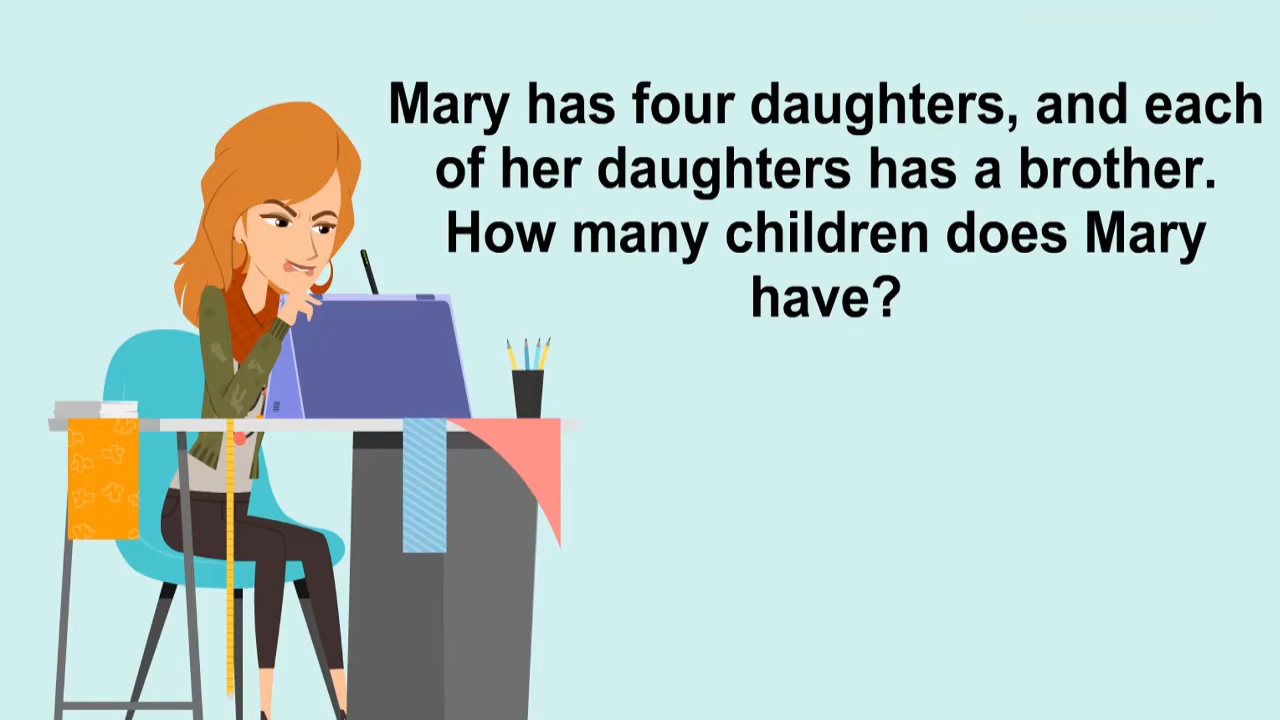 Mary has four daughters, and each
of her daughters has a brother.
How many children does Mary
have?